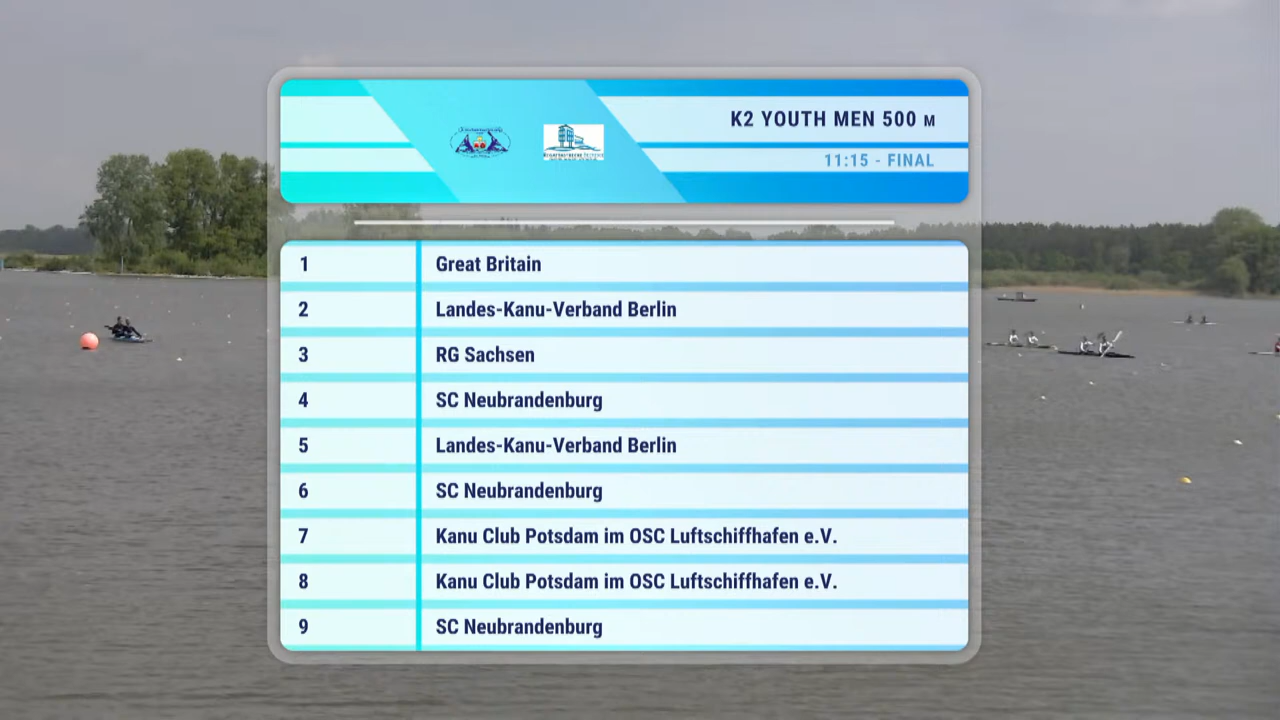 K2 YOUTH MEN 500 M
11:15 - FINAL
1 Great Britain
2 Landes-Kanu-Verband Berlin
3 RG Sachsen
4 SC Neubrandenburg
5 Landes-Kanu-Verband Berlin
6 SC Neubrandenburg
7 Kanu Club Potsdam im OSC Luftschiffhafen e.V.
8 Kanu Club Potsdam im OSC Luftschiffhafen e.V.
9 SC Neubrandenburg